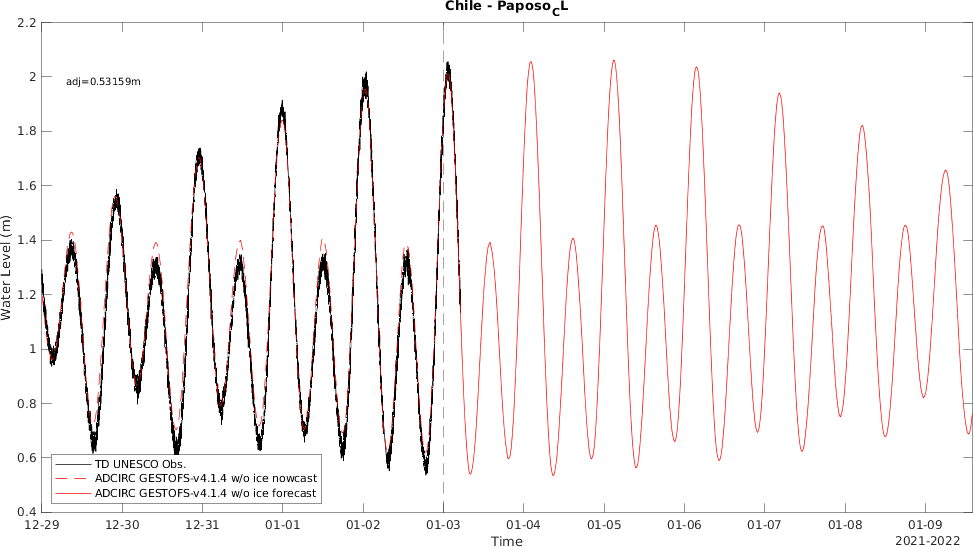 Chile - Paposo_CL
adj=0.53159m
Water Level (m)
2.2
2
1.8
1.6
1.4
1.2
1
0.8
0.6
0.4
TD UNESCO Obs.
ADCIRC GESTOFS-v4.1.4 w/o ice nowcast
ADCIRC GESTOFS-v4.1.4 w/o ice forecast
12-29 12-30 12-31 01-01 01-02 01-03 01-04 01-05 01-06 01-07 01-08 01-09
Time
2021-2022